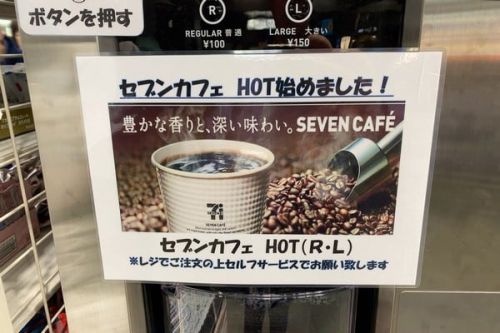 ボタンを押す
R
L
REGULAR 普通
LARGE 大きい
¥100
¥150
セブンカフェ HOT始めました!
豊かな香りと、深い味わい。SEVEN CAFÉ
SEVEN CAFÉ
セブンカフェ HOT(R・L)
※レジでご注文の上セルフサービスでお願い致します